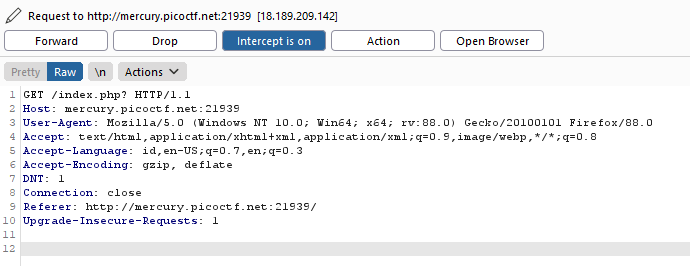 Request to http://mercury.picoctf.net:21939 [18.189.209.142]
Forward Drop Intercept is on Action Open Browser
Pretty Raw \n Actions
1 GET /index.php? HTTP/1.1
2 Host: mercury.picoctf.net:21939
3 User-Agent: Mozilla/5.0 (Windows NT 10.0; Win64; x64; rv:88.0) Gecko/20100101 Firefox/88.0
4 Accept: text/html,application/xhtml+xml,application/xml;q=0.9,image/webp,*/*;q=0.8
5 Accept-Language: id,en-US;q=0.7,en;q=0.3
6 Accept-Encoding: gzip, deflate
7 DNT: 1
8 Connection: close
9 Referer: http://mercury.picoctf.net:21939/
10 Upgrade-Insecure-Requests: 1
11
12